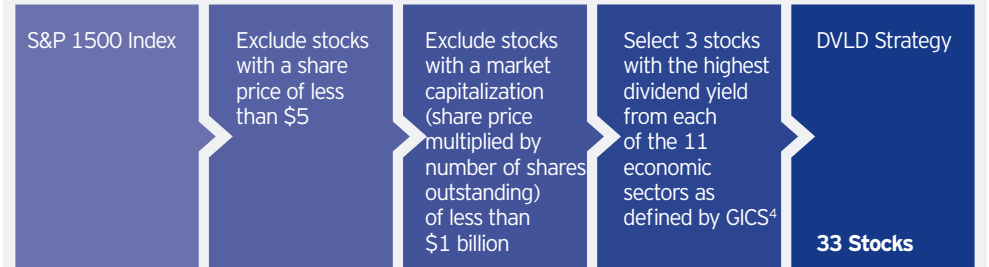 S&P 1500 Index
Exclude stocks
with a share
price of less
than $5
Exclude stocks
with a market
capitalization
(share price
multiplied by
number of shares
outstanding)
of less than
$1 billion
Select 3 stocks
with the highest
dividend yield
from each
of the 11
economic
sectors as
defined by GICS⁴
DVLD Strategy
33 Stocks